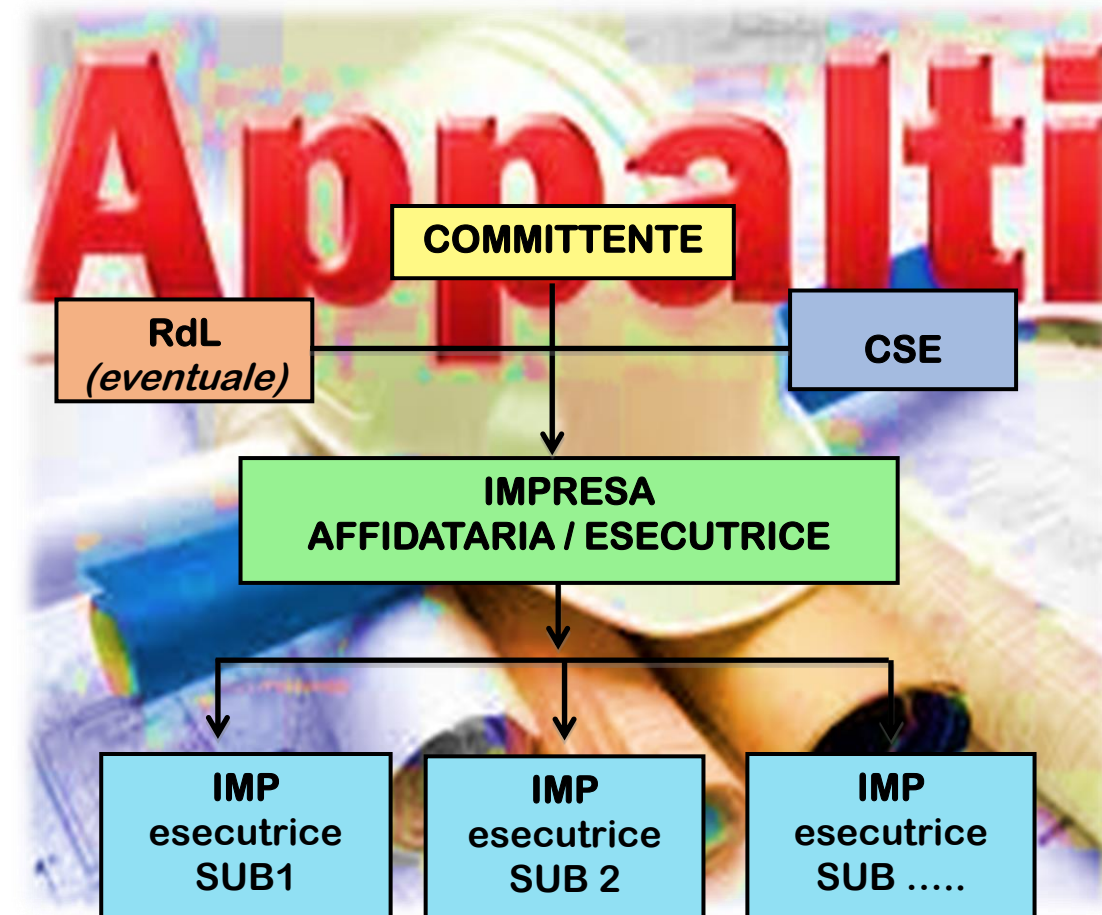 Appalti
COMMITTENTE
RdL
(eventuale)
CSE
IMPRESA
AFFIDATARIA / ESECUTRICE
IMP
esecutrice
SUB1
IMP
esecutrice
SUB 2
IMP
esecutrice
SUB .....